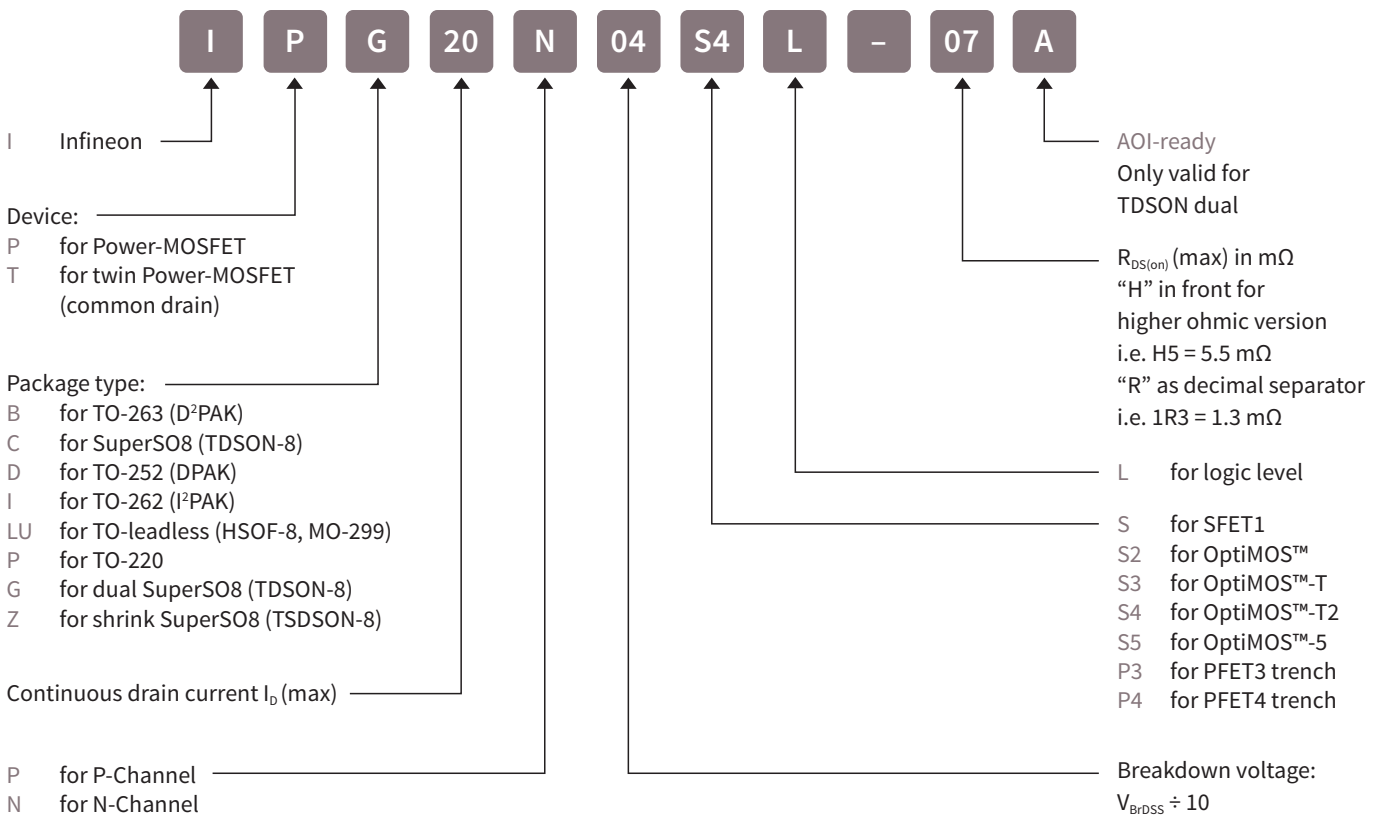 I P G 20 N 04 S4 L – 07 A
I Infineon
Device:
P for Power-MOSFET
T for twin Power-MOSFET
(common drain)
Package type:
B for TO-263 (D²PAK)
C for SuperSO8 (TDSON-8)
D for TO-252 (DPAK)
I for TO-262 (I²PAK)
LU for TO-leadless (HSOF-8, MO-299)
P for TO-220
G for dual SuperSO8 (TDSON-8)
Z for shrink SuperSO8 (TSDSON-8)
Continuous drain current I_D (max)
P for P-Channel
N for N-Channel
AOI-ready
Only valid for
TDSON dual
R_DS(on) (max) in mΩ
“H” in front for
higher ohmic version
i.e. H5 = 5.5 mΩ
“R” as decimal separator
i.e. 1R3 = 1.3 mΩ
L for logic level
S for SFET1
S2 for OptiMOS™
S3 for OptiMOS™-T
S4 for OptiMOS™-T2
S5 for OptiMOS™-5
P3 for PFET3 trench
P4 for PFET4 trench
Breakdown voltage:
V_BrDSS ÷ 10